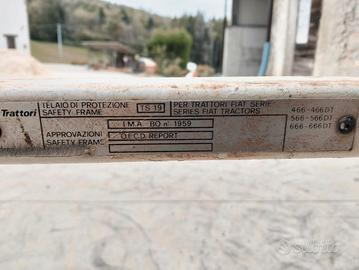 Trattori
TELAIO DI PROTEZIONE
SAFETY FRAME
TS 19
PER TRATTORI FIAT SERIE
SERIES FIAT TRACTORS
466-466DT
566-566DT
666-666DT
I.M.A. BO n° 1959
APPROVAZIONI
SAFETY FRAME
O.E.C.D. REPORT